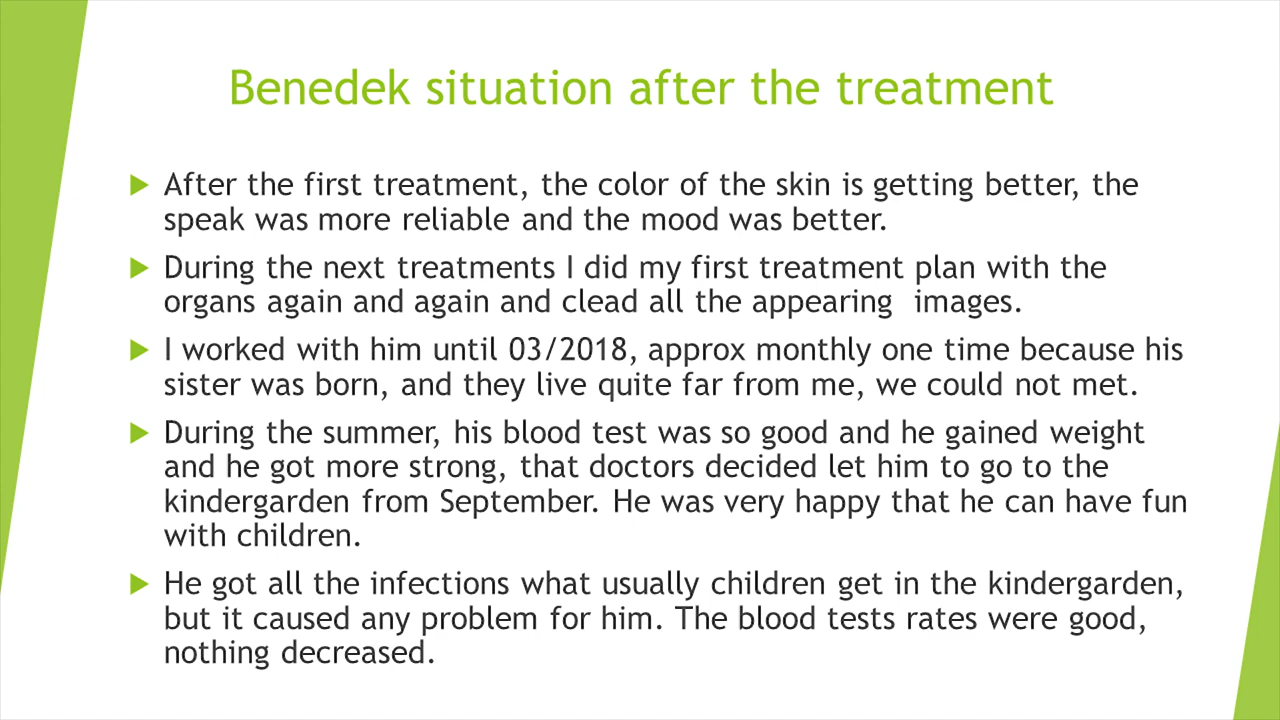 Benedek situation after the treatment
After the first treatment, the color of the skin is getting better, the
speak was more reliable and the mood was better.
During the next treatments I did my first treatment plan with the
organs again and again and clead all the appearing  images.
I worked with him until 03/2018, approx monthly one time because his
sister was born, and they live quite far from me, we could not met.
During the summer, his blood test was so good and he gained weight
and he got more strong, that doctors decided let him to go to the
kindergarden from September. He was very happy that he can have fun
with children.
He got all the infections what usually children get in the kindergarden,
but it caused any problem for him. The blood tests rates were good,
nothing decreased.